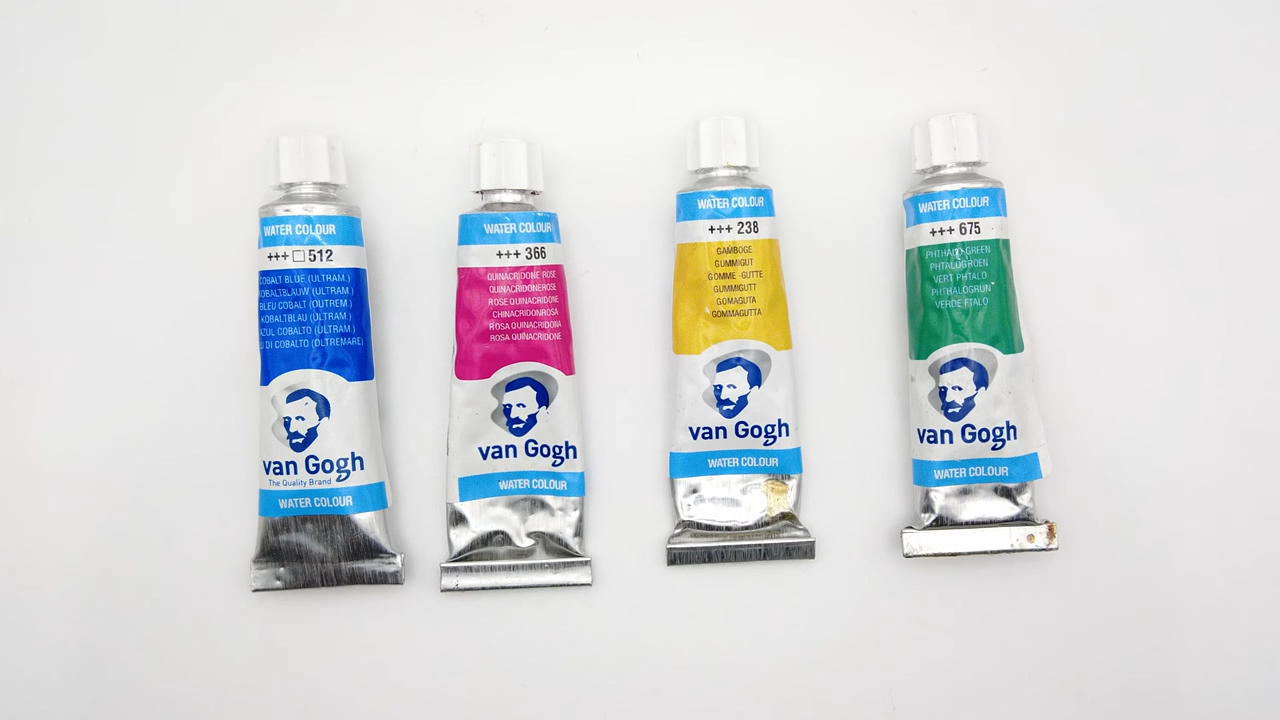 WATER COLOUR
+++ □ 512
COBALT BLUE (ULTRAM.)
KOBALTBLAUW (ULTRAM.)
BLEU COBALT (OUTREM.)
KOBALTBLAU (ULTRAM.)
AZUL COBALTO (ULTRAM.)
DI COBALTO (OLTREMARE)
van Gogh
The Quality Brand
WATER COLOUR
WATER COLOUR
+++ 366
QUINACRIDONE ROSE
QUINACRIDONEROSE
ROSE QUINACRIDONE
CHINACRIDONROSA
ROSA QUINACRIDONA
ROSA QUINACRIDONE
van Gogh
WATER COLOUR
WATER COLOUR
+++ 238
GAMBOGE
GUMMIGUT
GOMME-GUTTE
GUMMIGUTT
GOMAGUTA
GOMMAGUTTA
van Gogh
WATER COLOUR
WATER COLOUR
+++ 675
PHTHALO GREEN
PHTALOGROEN
VERT PHTALO
PHTHALOGRÜN
VERDE FTALO
van Gogh
WATER COLOUR